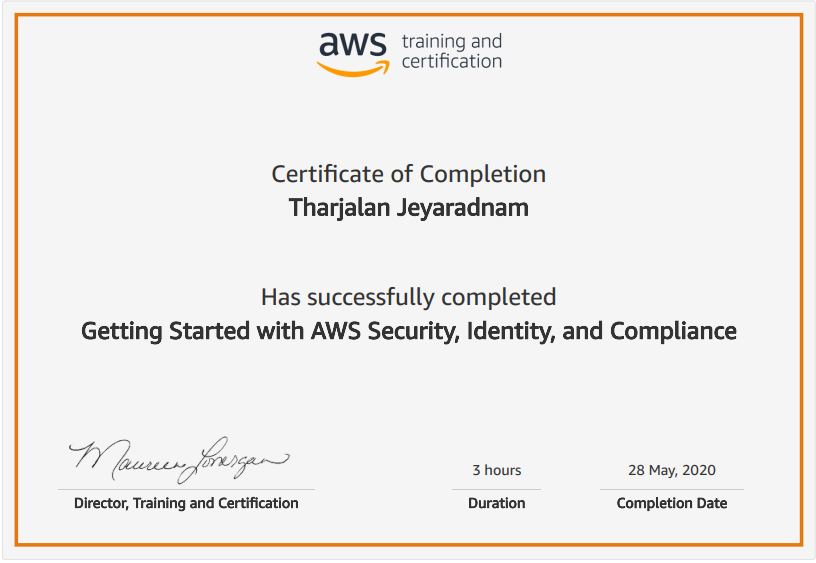 aws training and
certification
Certificate of Completion
Tharjalan Jeyaradnam
Has successfully completed
Getting Started with AWS Security, Identity, and Compliance
Maureen Lonergan
3 hours
28 May, 2020
Director, Training and Certification
Duration
Completion Date